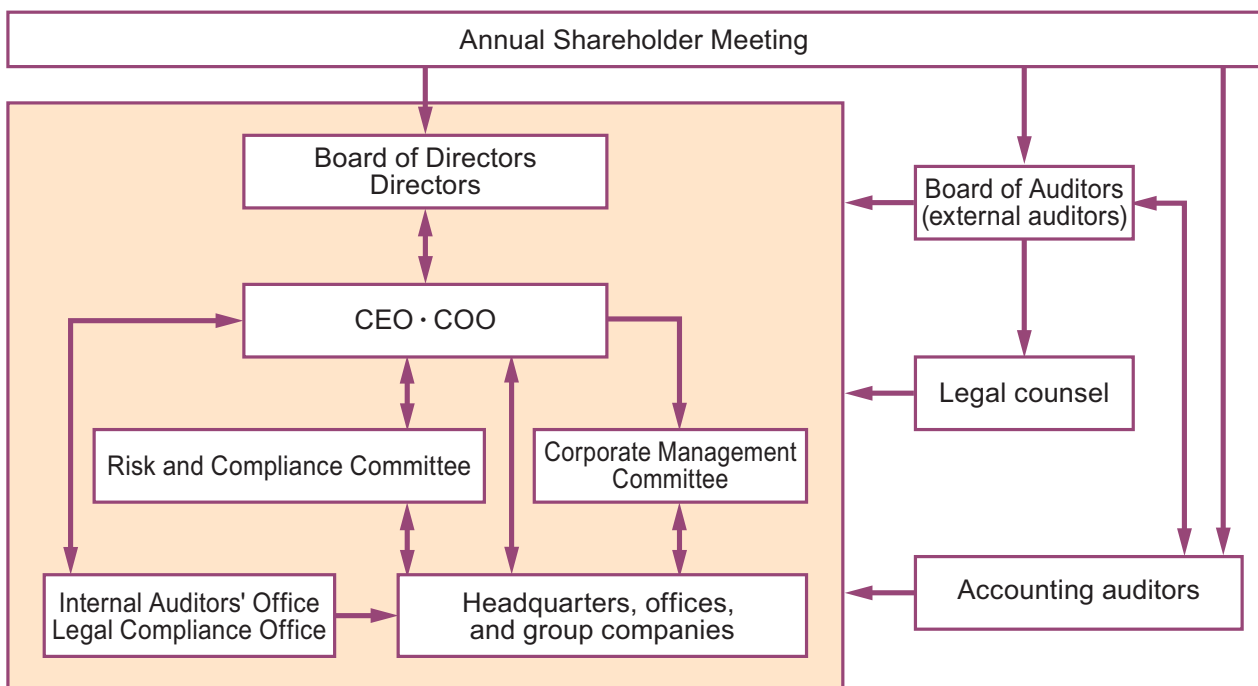 Annual Shareholder Meeting
Board of Directors
Directors
Board of Auditors
(external auditors)
CEO・COO
Legal counsel
Risk and Compliance Committee
Corporate Management
Committee
Internal Auditors' Office
Legal Compliance Office
Headquarters, offices,
and group companies
Accounting auditors